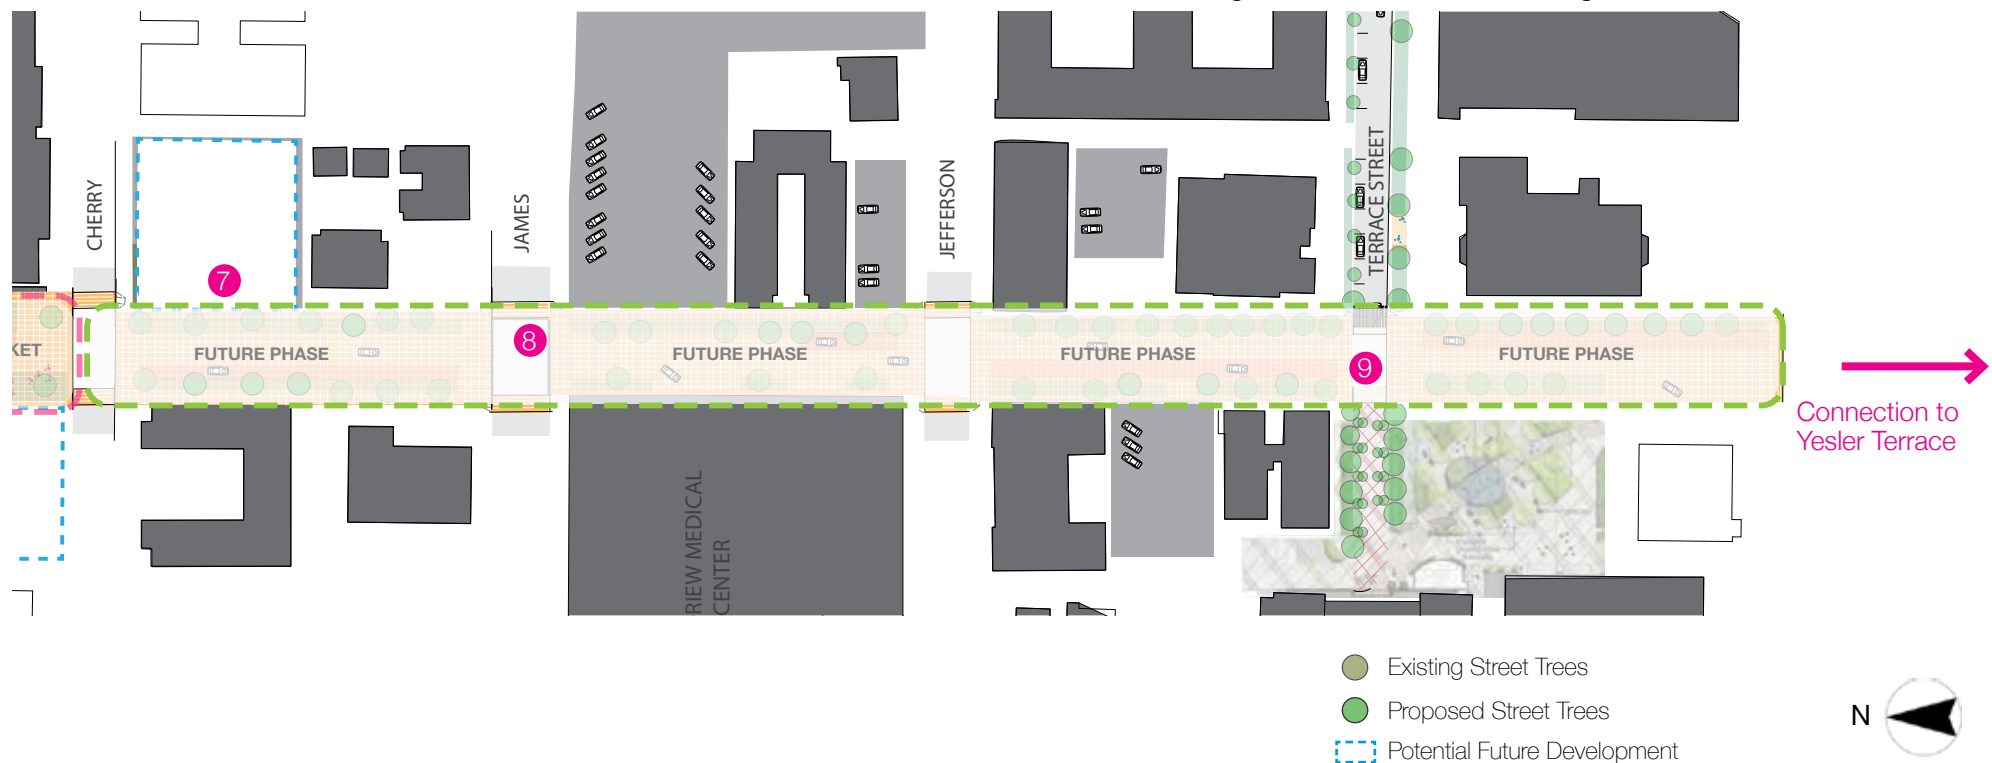 TERRACE STREET
CHERRY
JAMES
JEFFERSON
7
8
KET
FUTURE PHASE
FUTURE PHASE
FUTURE PHASE
FUTURE PHASE
9
Connection to
Yesler Terrace
RIEW MEDICAL
CENTER
Existing Street Trees
Proposed Street Trees
Potential Future Development
N